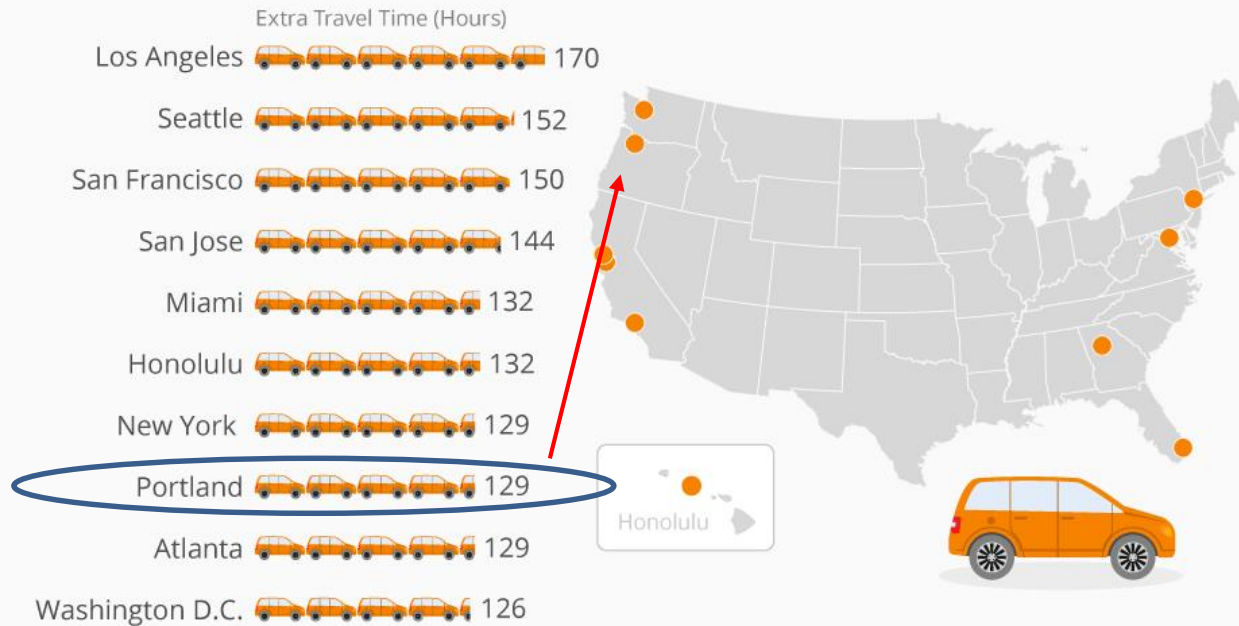 Extra Travel Time (Hours)
Los Angeles 170
Seattle 152
San Francisco 150
San Jose 144
Miami 132
Honolulu 132
New York 129
Portland 129
Atlanta 129
Washington D.C. 126
Honolulu